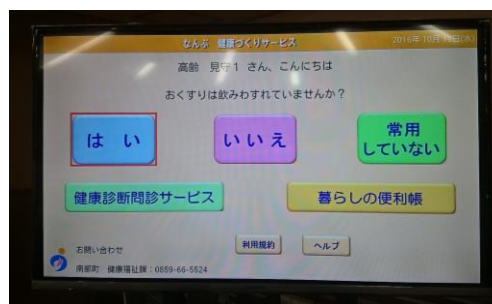 なんぶ 健康づくりサービス
2016年 10月
高齢 見守1 さん、こんにちは
おくすりは飲みわすれていませんか？
はい
いいえ
常用
していない
健康診断問診サービス
暮らしの便利帳
利用規約
ヘルプ
お問い合わせ
南部町 健康福祉課：0859-66-5524